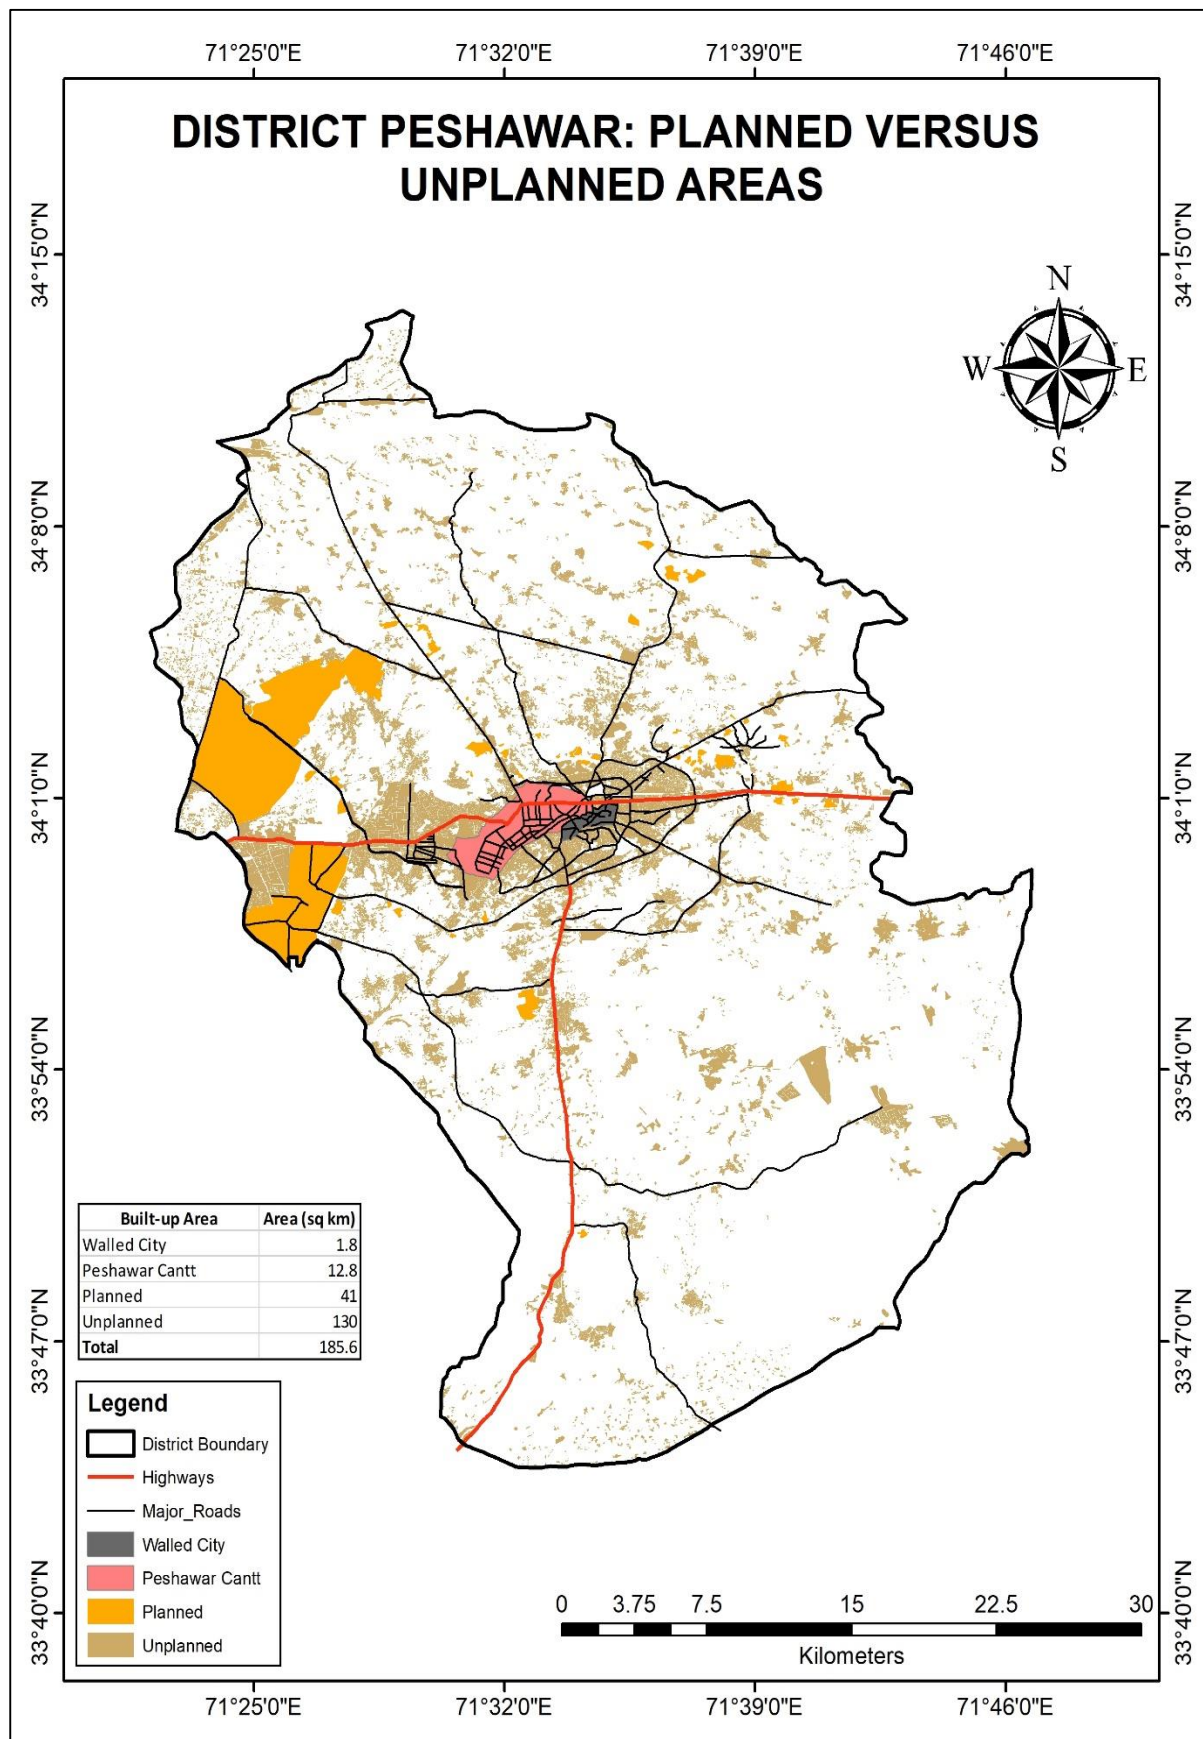 71°25'0"E 71°32'0"E 71°39'0"E 71°46'0"E
DISTRICT PESHAWAR: PLANNED VERSUS
UNPLANNED AREAS
34°15'0"N 34°15'0"N
N
W E
S
34°8'0"N 34°8'0"N
34°1'0"N 34°1'0"N
33°54'0"N 33°54'0"N
Built-up Area Area (sq km)
Walled City 1.8
Peshawar Cantt 12.8
Planned 41
Unplanned 130
Total 185.6
33°47'0"N 33°47'0"N
Legend
District Boundary
Highways
Major_Roads
Walled City
Peshawar Cantt
Planned
Unplanned
33°40'0"N 33°40'0"N
0 3.75 7.5 15 22.5 30
Kilometers
71°25'0"E 71°32'0"E 71°39'0"E 71°46'0"E